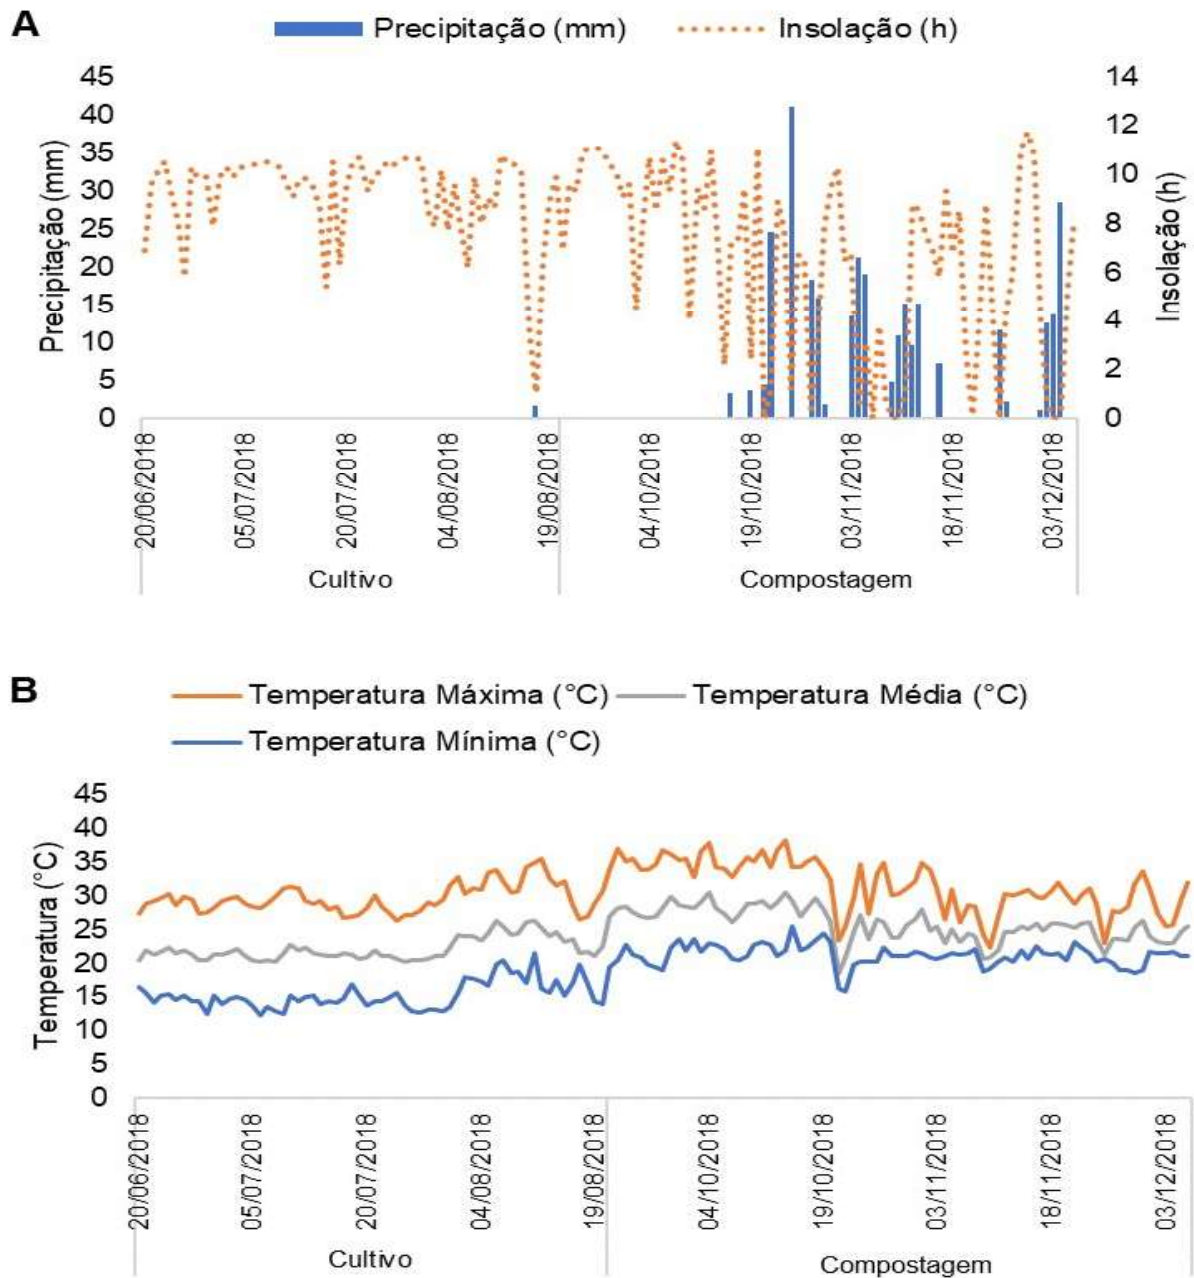 A
Precipitação (mm) Insolação (h)
45 14
40 12
35
30 10
25 8
20 6
15 4
10
5 2
0 0
Precipitação (mm)
Insolação (h)
20/06/2018 05/07/2018 20/07/2018 04/08/2018 19/08/2018 04/10/2018 19/10/2018 03/11/2018 18/11/2018 03/12/2018
Cultivo Compostagem
B
Temperatura Máxima (°C) Temperatura Média (°C)
Temperatura Mínima (°C)
45
40
35
30
25
20
15
10
5
0
Temperatura (°C)
20/06/2018 05/07/2018 20/07/2018 04/08/2018 19/08/2018 04/10/2018 19/10/2018 03/11/2018 18/11/2018 03/12/2018
Cultivo Compostagem